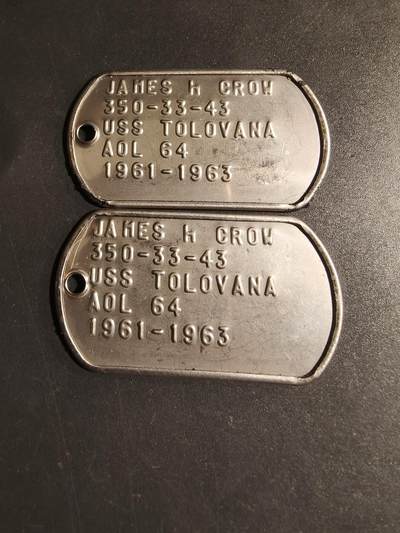 JAMES H CROW
350-33-43
USS TOLOVANA
AOL 64
1961-1963
JAMES H CROW
350-33-43
USS TOLOVANA
AOL 64
1961-1963